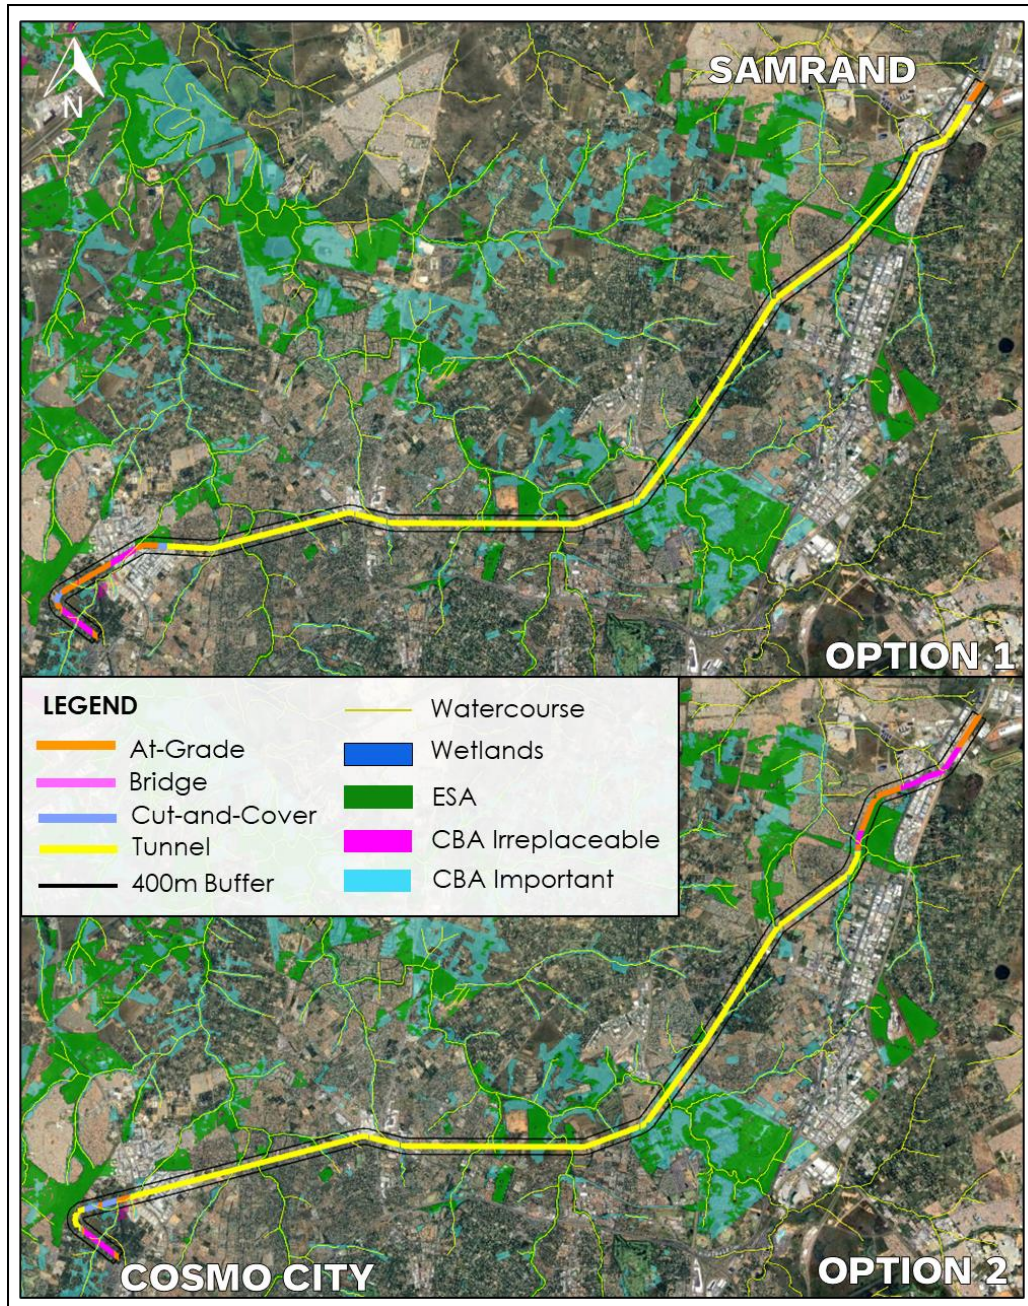 SAMRAND
N
OPTION 1
LEGEND
At-Grade
Bridge
Cut-and-Cover
Tunnel
400m Buffer
Watercourse
Wetlands
ESA
CBA Irreplaceable
CBA Important
COSMO CITY
OPTION 2